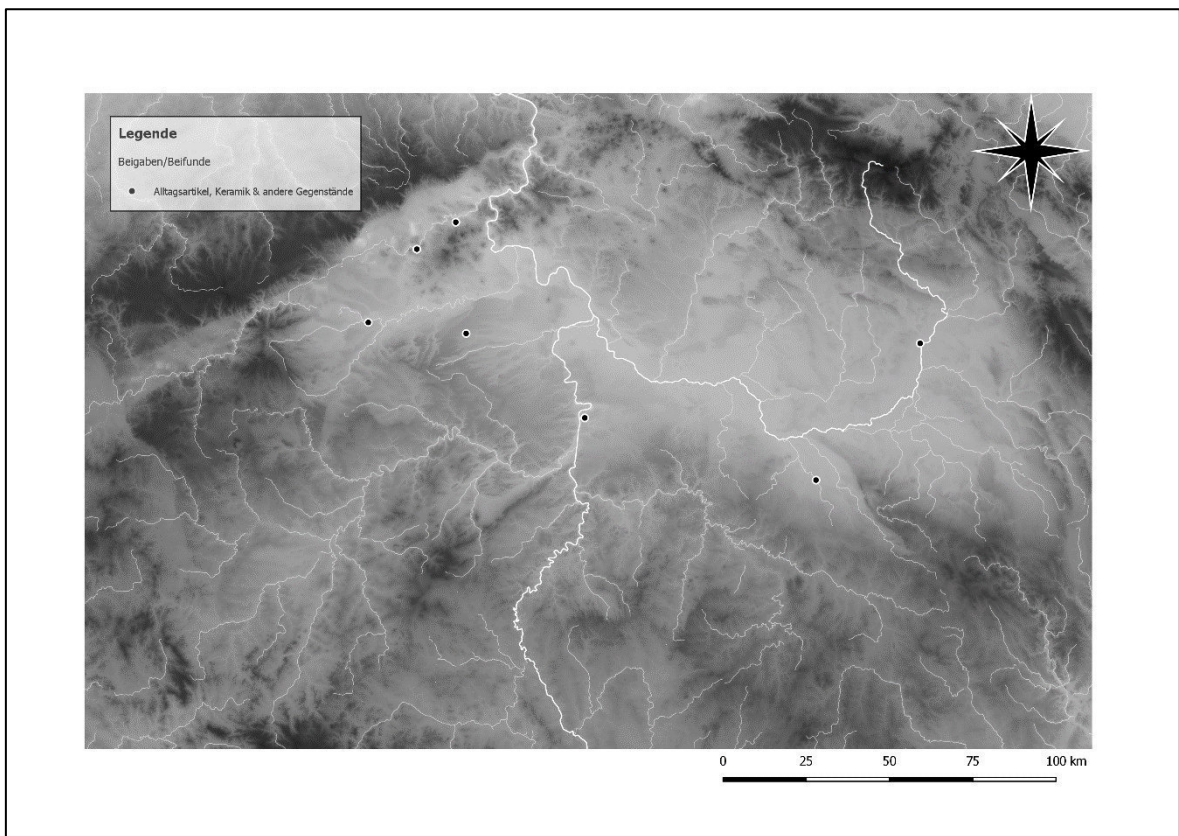 Legende
Beigaben/Beifunde
Alltagsartikel, Keramik & andere Gegenstände
0 25 50 75 100 km